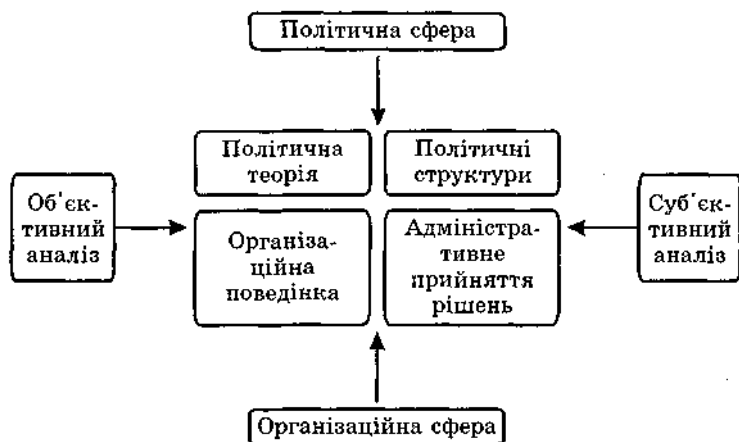 Політична сфера
Політична
теорія
Політичні
структури
Об'єк-
тивний
аналіз
Організа-
ційна
поведінка
Адміністра-
тивне
прийняття
рішень
Суб'єк-
тивний
аналіз
Організаційна сфера